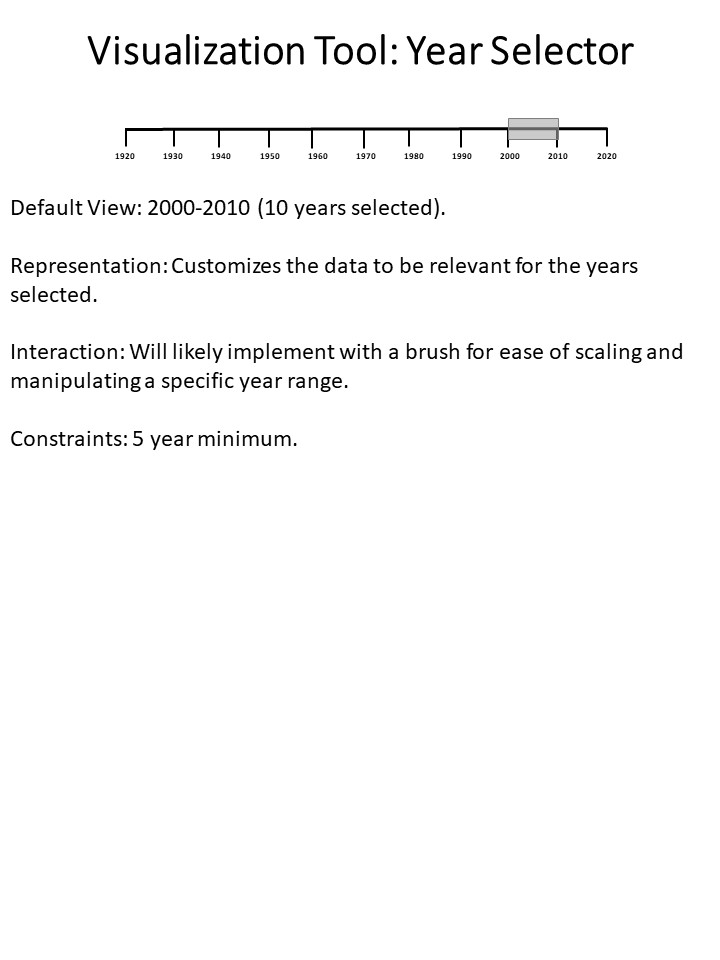 Visualization Tool: Year Selector
1920 1930 1940 1950 1960 1970 1980 1990 2000 2010 2020
Default View: 2000-2010 (10 years selected).
Representation: Customizes the data to be relevant for the years
selected.
Interaction: Will likely implement with a brush for ease of scaling and
manipulating a specific year range.
Constraints: 5 year minimum.